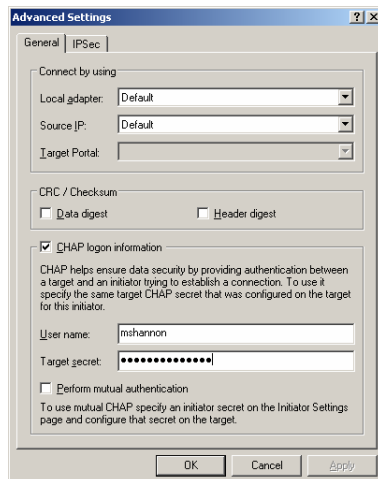 Advanced Settings
General IPSec
Connect by using
Local adapter: Default
Source IP: Default
Target Portal:
CRC / Checksum
Data digest Header digest
CHAP logon information
CHAP helps ensure data security by providing authentication between
a target and an initiator trying to establish a connection. To use it
specify the same target CHAP secret that was configured on the target
for this initiator.
User name: mshannon
Target secret: ●●●●●●●●●●●●●●
Perform mutual authentication
To use mutual CHAP specify an initiator secret on the Initiator Settings
page and configure that secret on the target.
OK Cancel Apply